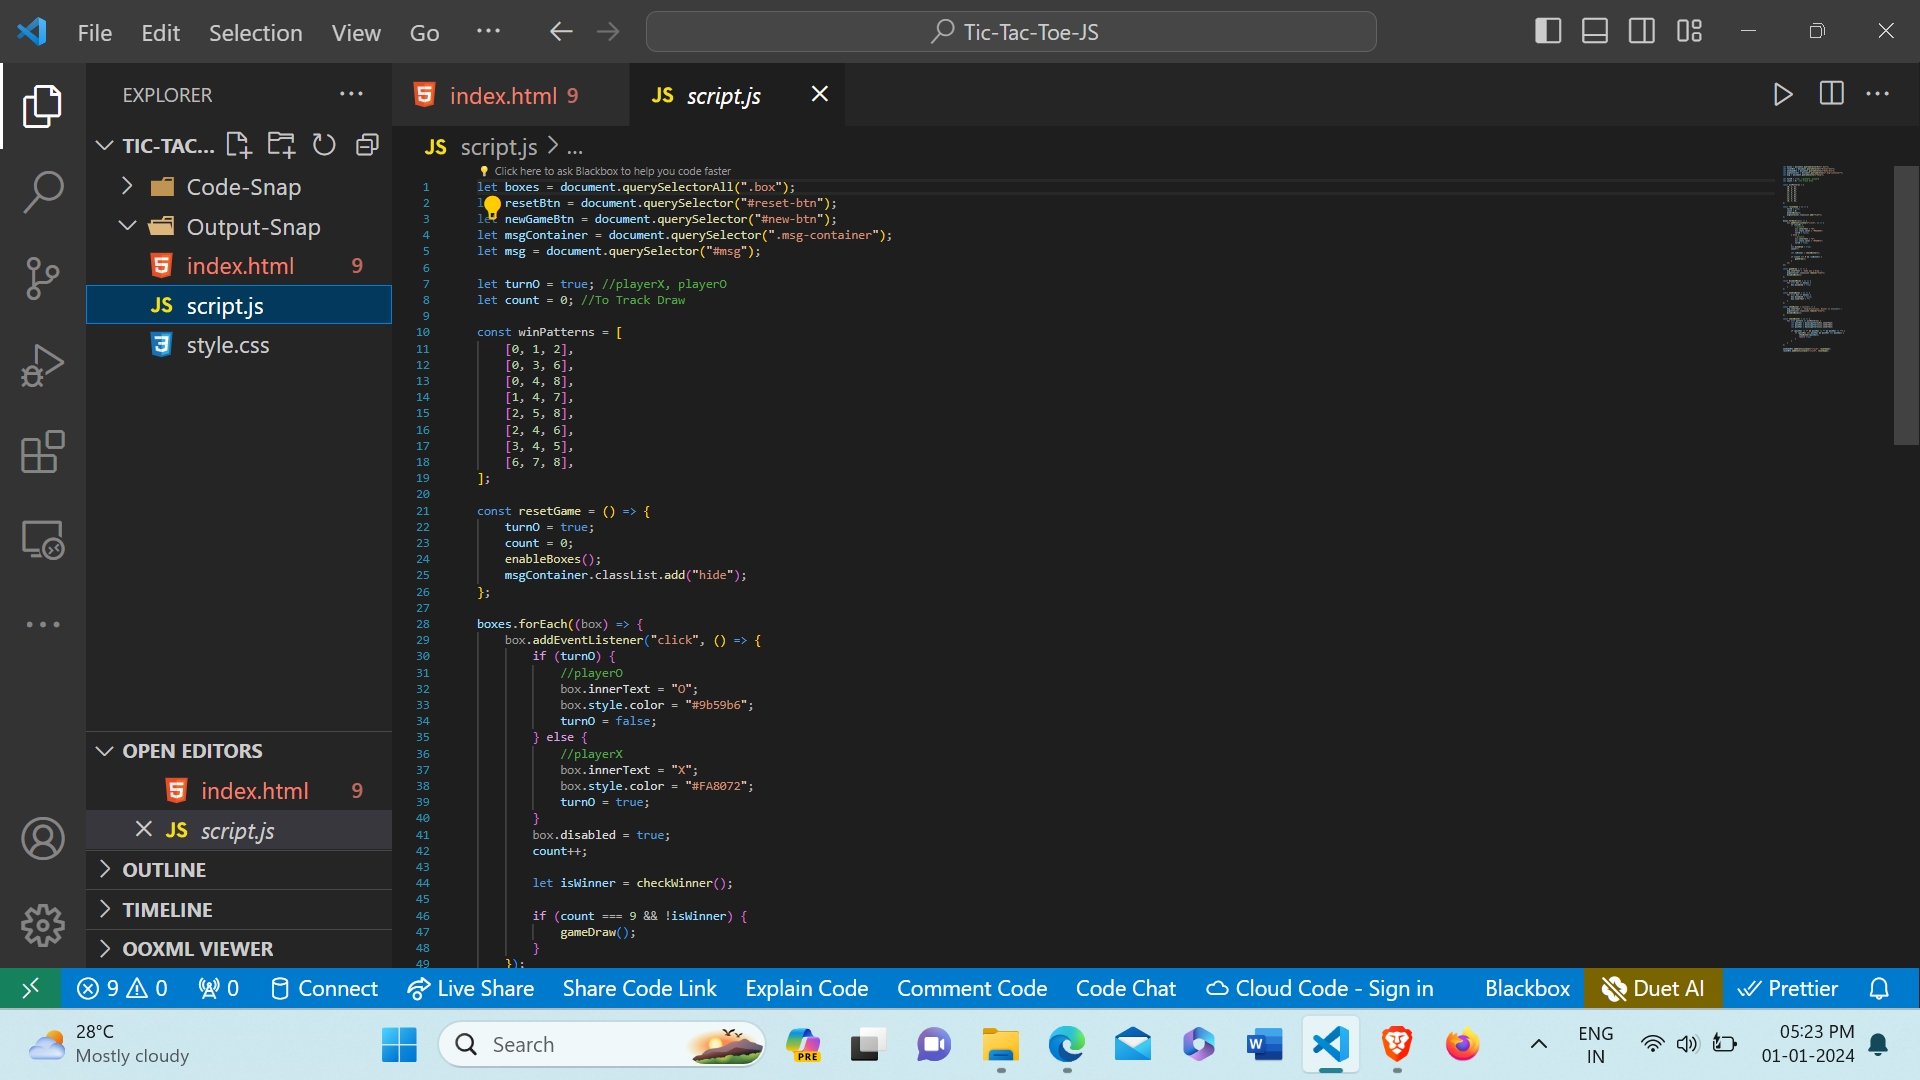 File Edit Selection View Go ···
Tic-Tac-Toe-JS
EXPLORER ···
TIC-TAC...
Code-Snap
Output-Snap
index.html 9
JS script.js
style.css
OPEN EDITORS
index.html 9
JS script.js
OUTLINE
TIMELINE
OOXML VIEWER
index.html 9
JS script.js
JS script.js > ...
Click here to ask Blackbox to help you code faster
1 let boxes = document.querySelectorAll(".box");
2 resetBtn = document.querySelector("#reset-btn");
3 let newGameBtn = document.querySelector("#new-btn");
4 let msgContainer = document.querySelector(".msg-container");
5 let msg = document.querySelector("#msg");
6
7 let turnO = true; //playerX, playerO
8 let count = 0; //To Track Draw
9
10 const winPatterns = [
11 [0, 1, 2],
12 [0, 3, 6],
13 [0, 4, 8],
14 [1, 4, 7],
15 [2, 5, 8],
16 [2, 4, 6],
17 [3, 4, 5],
18 [6, 7, 8],
19 ];
20
21 const resetGame = () => {
22 turnO = true;
23 count = 0;
24 enableBoxes();
25 msgContainer.classList.add("hide");
26 };
27
28 boxes.forEach((box) => {
29 box.addEventListener("click", () => {
30 if (turnO) {
31 //playerO
32 box.innerText = "O";
33 box.style.color = "#9b59b6";
34 turnO = false;
35 } else {
36 //playerX
37 box.innerText = "X";
38 box.style.color = "#FA8072";
39 turnO = true;
40 }
41 box.disabled = true;
42 count++;
43
44 let isWinner = checkWinner();
45
46 if (count === 9 && !isWinner) {
47 gameDraw();
48 }
49 });
9 0 0 Connect Live Share Share Code Link Explain Code Comment Code Code Chat Cloud Code - Sign in Blackbox Duet AI Prettier
28°C
Mostly cloudy
Search
PRE
ENG
IN
05:23 PM
01-01-2024